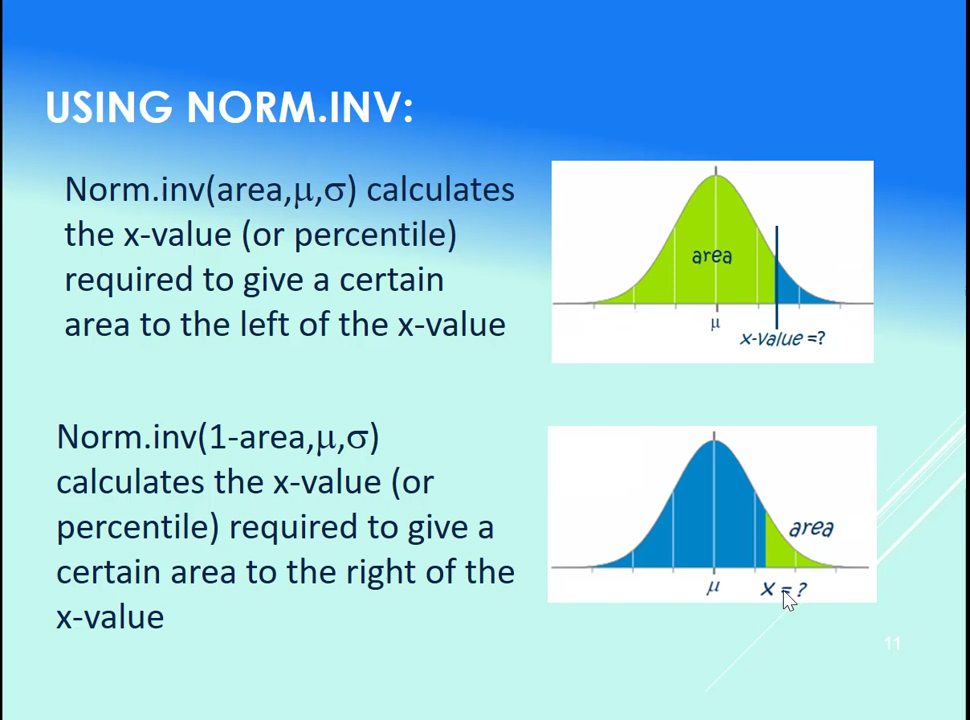 USING NORM.INV:
Norm.inv(area,μ,σ) calculates
the x-value (or percentile)
required to give a certain
area to the left of the x-value
area
μ
x-value =?
Norm.inv(1-area,μ,σ)
calculates the x-value (or
percentile) required to give a
certain area to the right of the
x-value
area
μ
x = ?
11